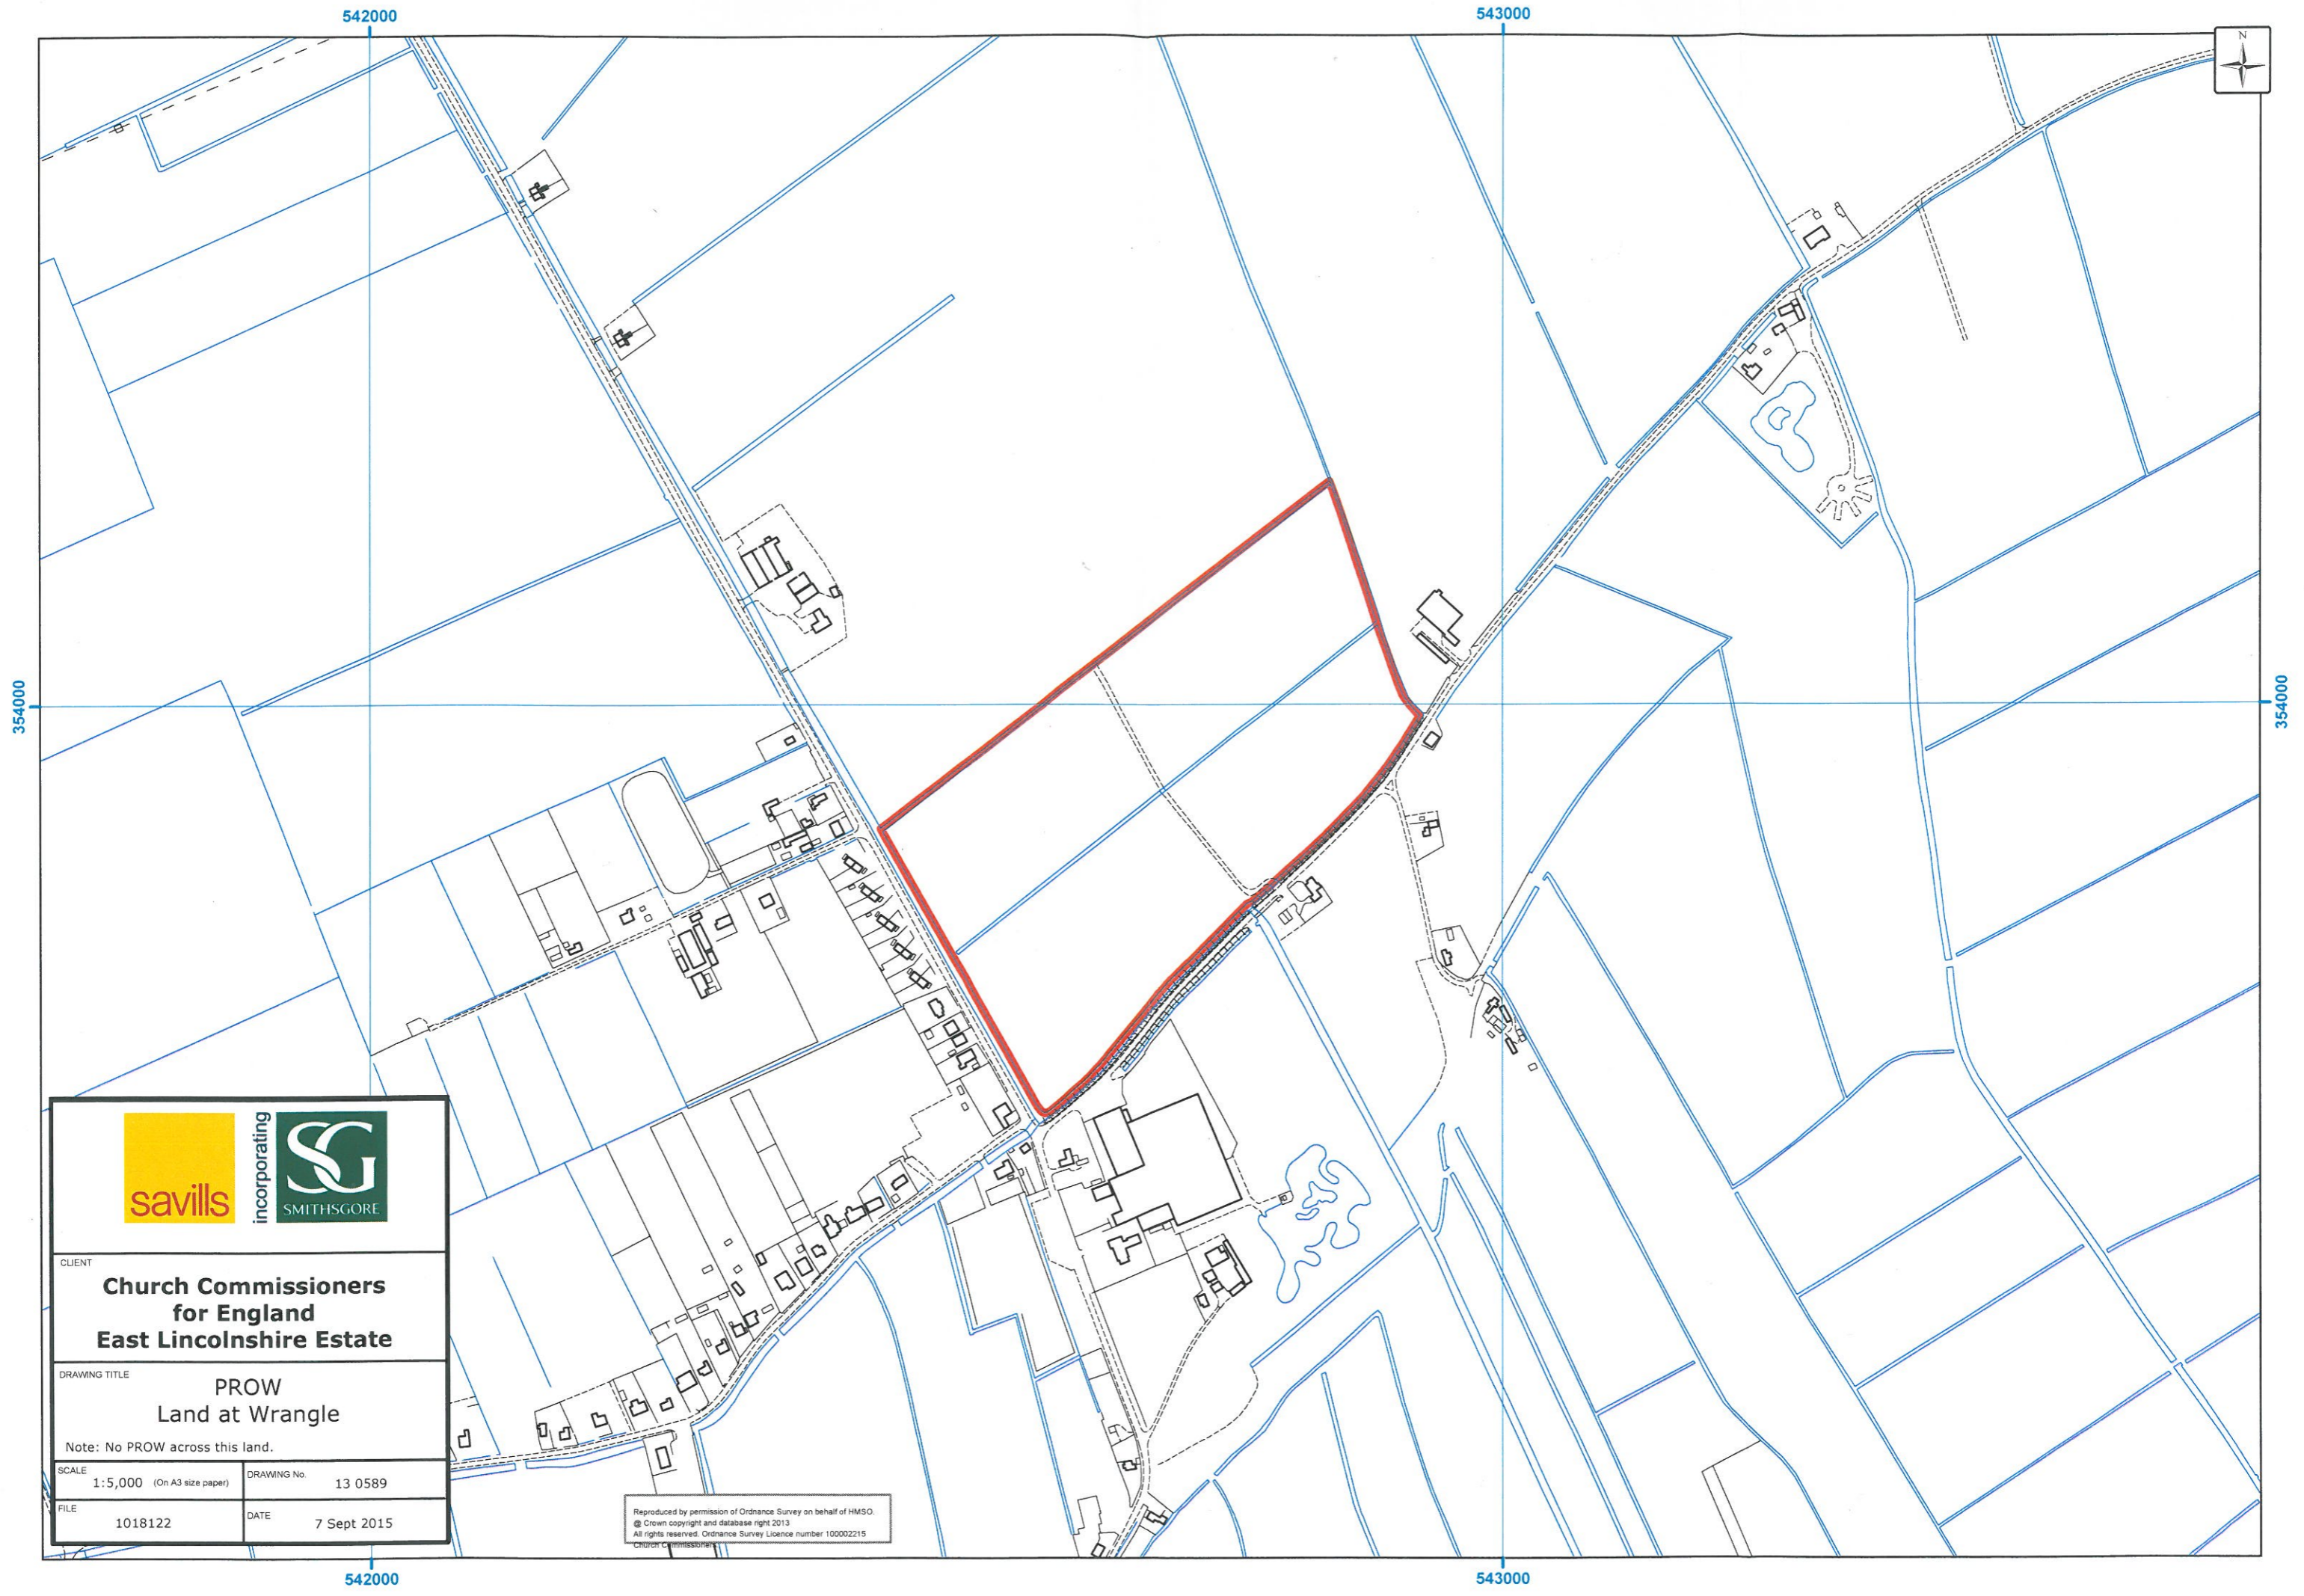 542000
543000
N
354000
354000
savills
incorporating
SG
SMITHSGORE
CLIENT
Church Commissioners
for England
East Lincolnshire Estate
DRAWING TITLE
PROW
Land at Wrangle
Note: No PROW across this land.
SCALE
1:5,000 (On A3 size paper)
DRAWING No.
13 0589
FILE
1018122
DATE
7 Sept 2015
Reproduced by permission of Ordnance Survey on behalf of HMSO.
@ Crown copyright and database right 2013
All rights reserved. Ordnance Survey Licence number 100002215
Church Commissioners
542000
543000